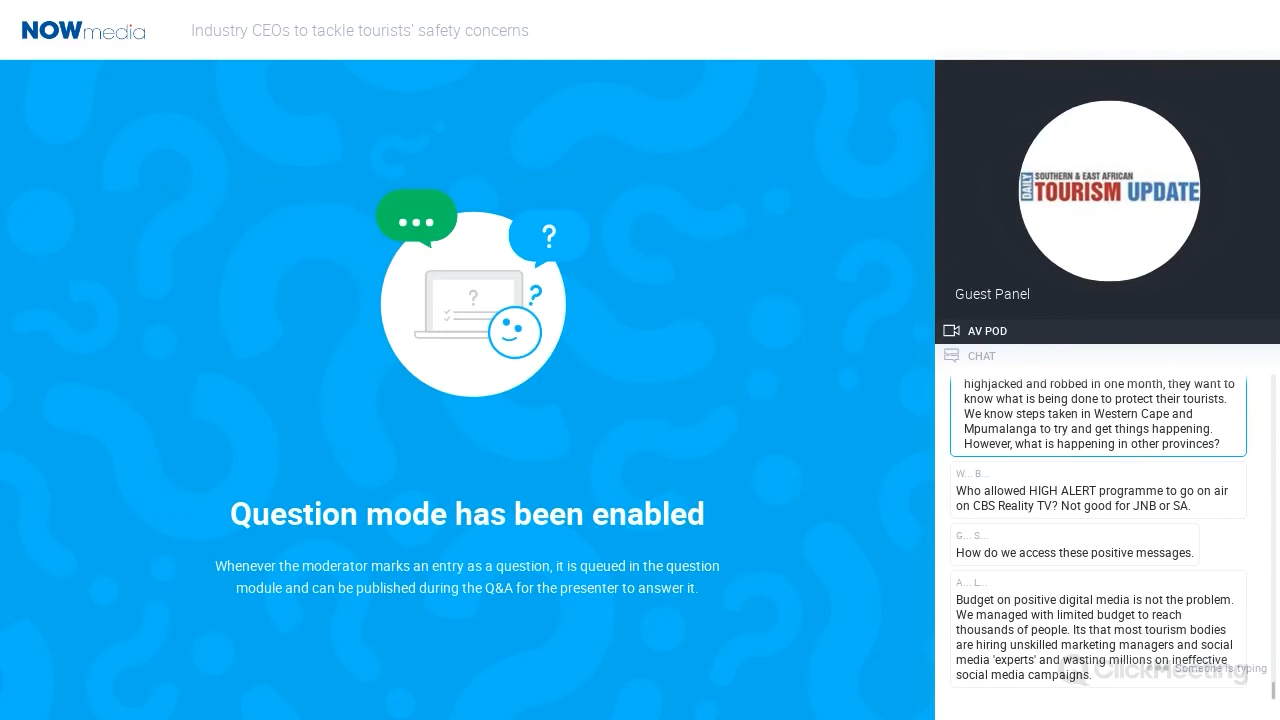 NOWmedia
Industry CEOs to tackle tourists' safety concerns
?
?
?
Question mode has been enabled
Whenever the moderator marks an entry as a question, it is queued in the question
module and can be published during the Q&A for the presenter to answer it.
DAILY
SOUTHERN & EAST AFRICAN
TOURISM UPDATE
Guest Panel
AV POD
CHAT
highjacked and robbed in one month, they want to
know what is being done to protect their tourists.
We know steps taken in Western Cape and
Mpumalanga to try and get things happening.
However, what is happening in other provinces?
W... B...
Who allowed HIGH ALERT programme to go on air
on CBS Reality TV? Not good for JNB or SA.
G... S...
How do we access these positive messages.
A... L...
Budget on positive digital media is not the problem.
We managed with limited budget to reach
thousands of people. Its that most tourism bodies
are hiring unskilled marketing managers and social
media 'experts' and wasting millions on ineffective
social media campaigns.
Someone is typing
ClickMeeting